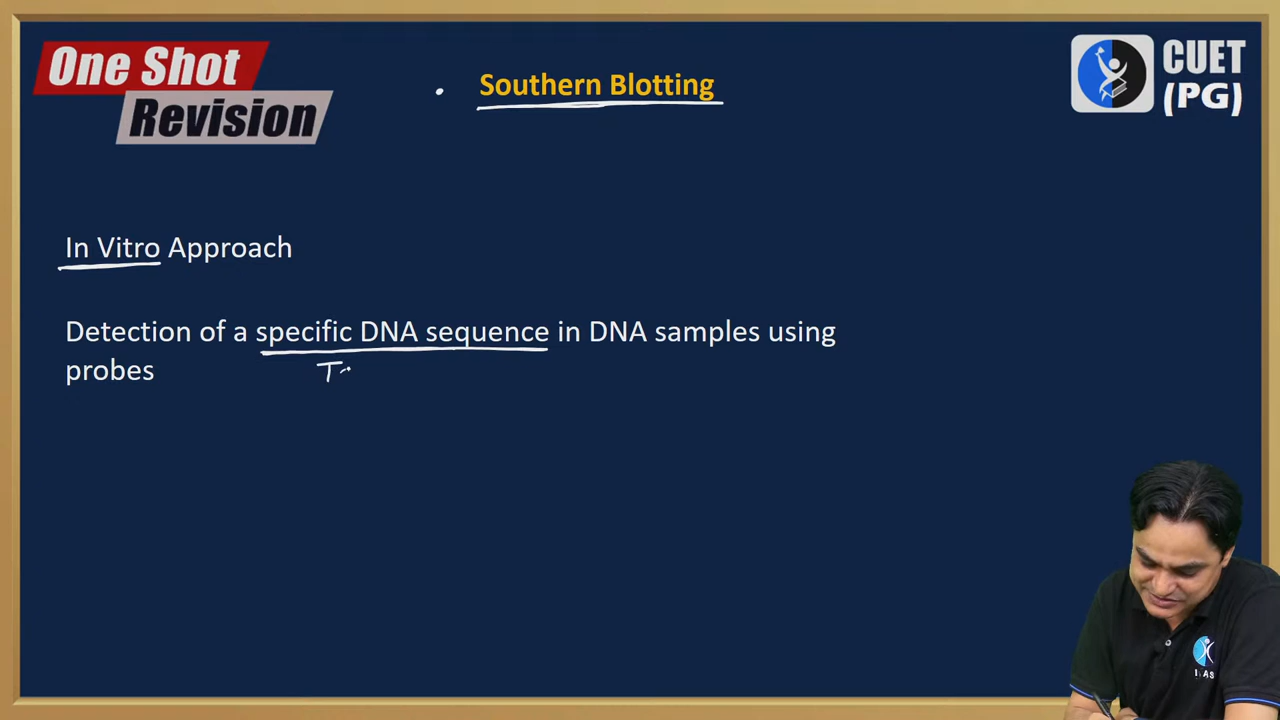 One Shot
Revision
Southern Blotting
CUET
(PG)
In Vitro Approach
Detection of a specific DNA sequence in DNA samples using
probes